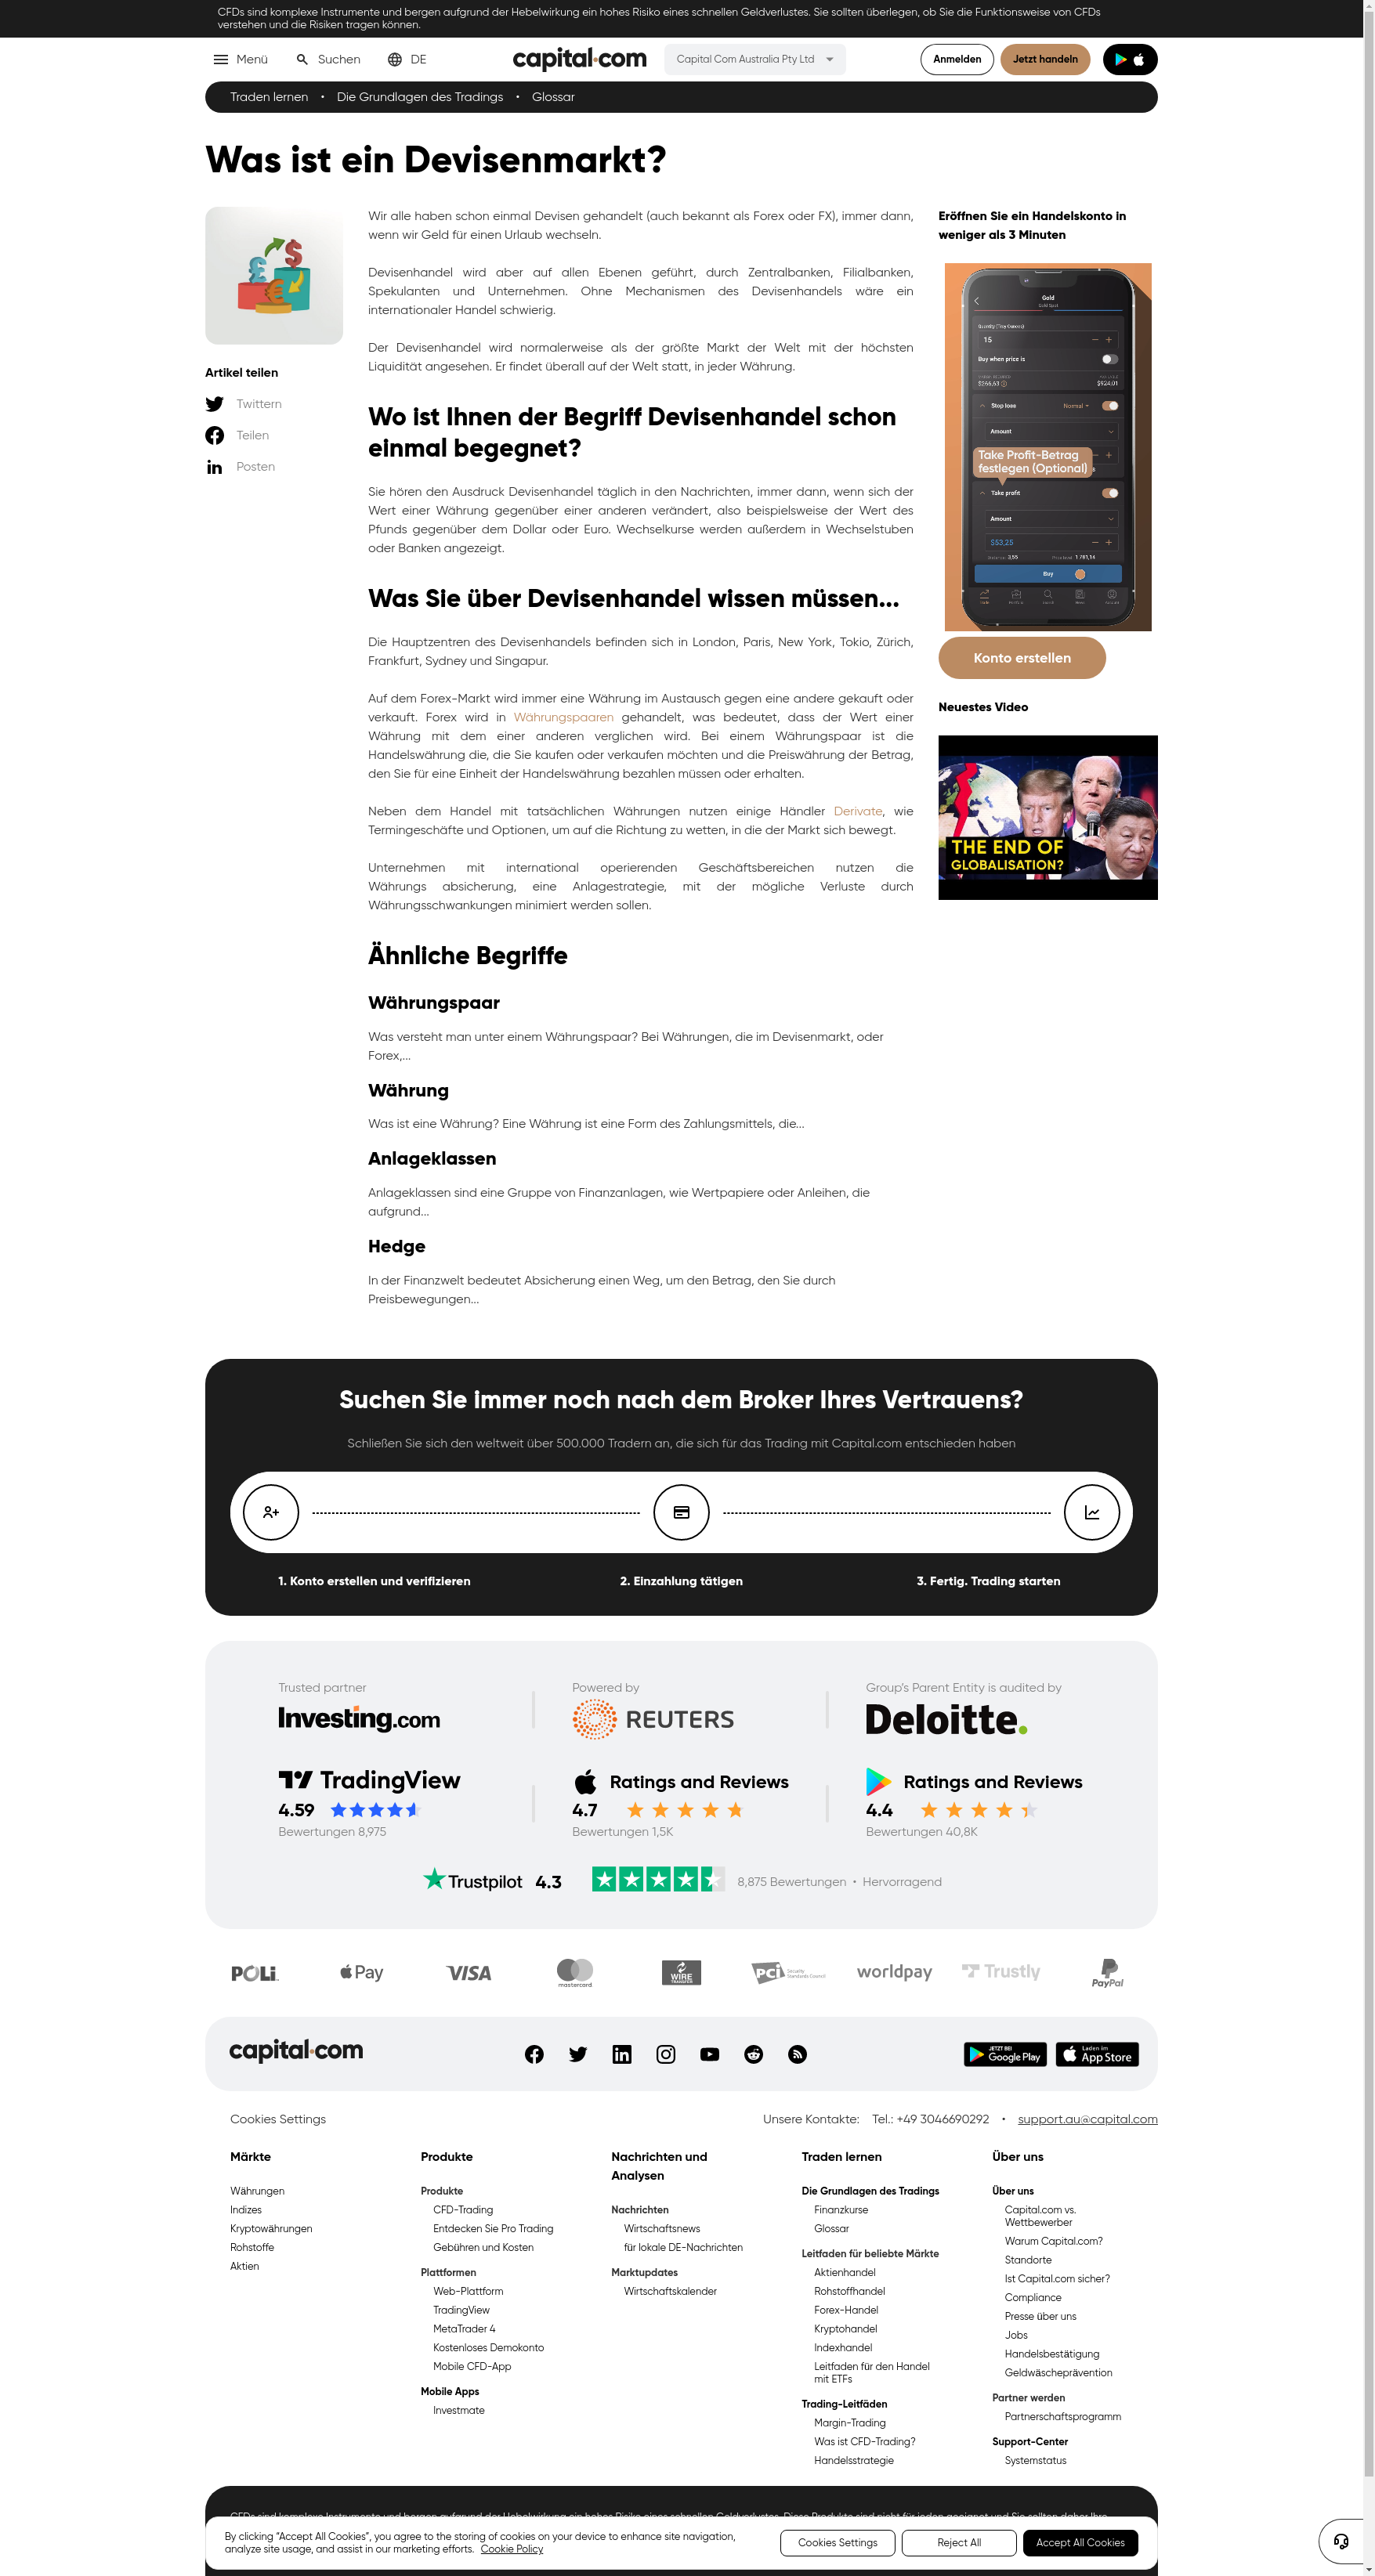 CFDs sind komplexe Instrumente und bergen aufgrund der Hebelwirkung ein hohes Risiko eines schnellen Geldverlustes. Sie sollten überlegen, ob Sie die Funktionsweise von CFDs
verstehen und die Risiken tragen können.
Menü
Suchen
DE
capital.com
Capital Com Australia Pty Ltd
Anmelden
Jetzt handeln
Traden lernen • Die Grundlagen des Tradings • Glossar
Was ist ein Devisenmarkt?
Artikel teilen
Twittern
Teilen
Posten
Wir alle haben schon einmal Devisen gehandelt (auch bekannt als Forex oder FX), immer dann,
wenn wir Geld für einen Urlaub wechseln.
Devisenhandel wird aber auf allen Ebenen geführt, durch Zentralbanken, Filialbanken,
Spekulanten und Unternehmen. Ohne Mechanismen des Devisenhandels wäre ein
internationaler Handel schwierig.
Der Devisenhandel wird normalerweise als der größte Markt der Welt mit der höchsten
Liquidität angesehen. Er findet überall auf der Welt statt, in jeder Währung.
Wo ist Ihnen der Begriff Devisenhandel schon
einmal begegnet?
Sie hören den Ausdruck Devisenhandel täglich in den Nachrichten, immer dann, wenn sich der
Wert einer Währung gegenüber einer anderen verändert, also beispielsweise der Wert des
Pfunds gegenüber dem Dollar oder Euro. Wechselkurse werden außerdem in Wechselstuben
oder Banken angezeigt.
Was Sie über Devisenhandel wissen müssen...
Die Hauptzentren des Devisenhandels befinden sich in London, Paris, New York, Tokio, Zürich,
Frankfurt, Sydney und Singapur.
Auf dem Forex-Markt wird immer eine Währung im Austausch gegen eine andere gekauft oder
verkauft. Forex wird in Währungspaaren gehandelt, was bedeutet, dass der Wert einer
Währung mit dem einer anderen verglichen wird. Bei einem Währungspaar ist die
Handelswährung die, die Sie kaufen oder verkaufen möchten und die Preiswährung der Betrag,
den Sie für eine Einheit der Handelswährung bezahlen müssen oder erhalten.
Neben dem Handel mit tatsächlichen Währungen nutzen einige Händler Derivate, wie
Termingeschäfte und Optionen, um auf die Richtung zu wetten, in die der Markt sich bewegt.
Unternehmen mit international operierenden Geschäftsbereichen nutzen die
Währungs absicherung, eine Anlagestrategie, mit der mögliche Verluste durch
Währungsschwankungen minimiert werden sollen.
Ähnliche Begriffe
Währungspaar
Was versteht man unter einem Währungspaar? Bei Währungen, die im Devisenmarkt, oder
Forex,...
Währung
Was ist eine Währung? Eine Währung ist eine Form des Zahlungsmittels, die...
Anlageklassen
Anlageklassen sind eine Gruppe von Finanzanlagen, wie Wertpapiere oder Anleihen, die
aufgrund...
Hedge
In der Finanzwelt bedeutet Absicherung einen Weg, um den Betrag, den Sie durch
Preisbewegungen...
Eröffnen Sie ein Handelskonto in
weniger als 3 Minuten
Gold
Gold Spot
Quantity (Troy Ounces)
15
Buy when price is
$266,63
$924,01
Stop loss
Normal
Amount
Take Profit-Betrag
festlegen (Optional)
Take profit
Amount
$53,25
Buy
Konto erstellen
Neuestes Video
THE END OF
GLOBALISATION?
Suchen Sie immer noch nach dem Broker Ihres Vertrauens?
Schließen Sie sich den weltweit über 500.000 Tradern an, die sich für das Trading mit Capital.com entschieden haben
1. Konto erstellen und verifizieren
2. Einzahlung tätigen
3. Fertig. Trading starten
Trusted partner
Investing.com
Powered by
REUTERS
Group's Parent Entity is audited by
Deloitte.
TradingView
4.59
Bewertungen 8,975
Ratings and Reviews
4.7
Bewertungen 1,5K
Ratings and Reviews
4.4
Bewertungen 40,8K
Trustpilot 4.3
8,875 Bewertungen • Hervorragend
POLi
Apple Pay
VISA
mastercard
WIRE TRANSFER
PCI Security Standards Council
worldpay
Trustly
PayPal
capital.com
JETZT BEI
Google Play
Laden im
App Store
Cookies Settings
Unsere Kontakte: Tel.: +49 3046690292 • support.au@capital.com
Märkte
Währungen
Indizes
Kryptowährungen
Rohstoffe
Aktien
Produkte
Produkte
CFD-Trading
Entdecken Sie Pro Trading
Gebühren und Kosten
Plattformen
Web-Plattform
TradingView
MetaTrader 4
Kostenloses Demokonto
Mobile CFD-App
Mobile Apps
Investmate
Nachrichten und
Analysen
Nachrichten
Wirtschaftsnews
für lokale DE-Nachrichten
Marktupdates
Wirtschaftskalender
Traden lernen
Die Grundlagen des Tradings
Finanzkurse
Glossar
Leitfaden für beliebte Märkte
Aktienhandel
Rohstoffhandel
Forex-Handel
Kryptohandel
Indexhandel
Leitfaden für den Handel
mit ETFs
Trading-Leitfäden
Margin-Trading
Was ist CFD-Trading?
Handelsstrategie
Über uns
Über uns
Capital.com vs.
Wettbewerber
Warum Capital.com?
Standorte
Ist Capital.com sicher?
Compliance
Presse über uns
Jobs
Handelsbestätigung
Geldwäscheprävention
Partner werden
Partnerschaftsprogramm
Support-Center
Systemstatus
By clicking “Accept All Cookies”, you agree to the storing of cookies on your device to enhance site navigation,
analyze site usage, and assist in our marketing efforts. Cookie Policy
Cookies Settings
Reject All
Accept All Cookies